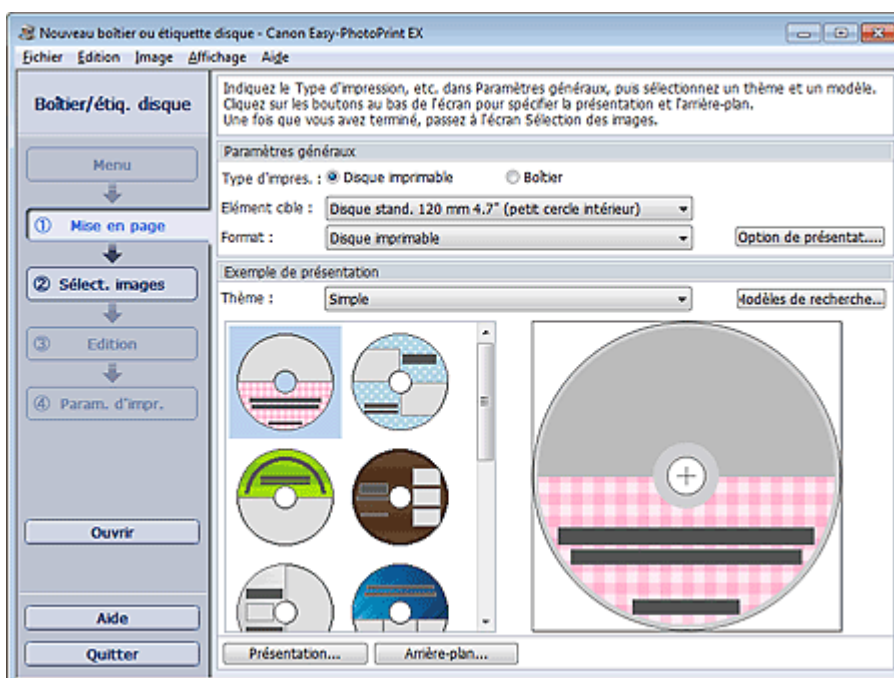 Nouveau boîtier ou étiquette disque - Canon Easy-PhotoPrint EX
Fichier Edition Image Affichage Aide
Boîtier/étiq. disque
Menu
① Mise en page
② Sélect. images
③ Edition
④ Param. d'impr.
Ouvrir
Aide
Quitter
Indiquez le Type d'impression, etc. dans Paramètres généraux, puis sélectionnez un thème et un modèle.
Cliquez sur les boutons au bas de l'écran pour spécifier la présentation et l'arrière-plan.
Une fois que vous avez terminé, passez à l'écran Sélection des images.
Paramètres généraux
Type d'impres. : Disque imprimable Boîtier
Elément cible : Disque stand. 120 mm 4.7" (petit cercle intérieur)
Format : Disque imprimable Option de présentat....
Exemple de présentation
Thème : Simple Modèles de recherche...
Présentation... Arrière-plan...